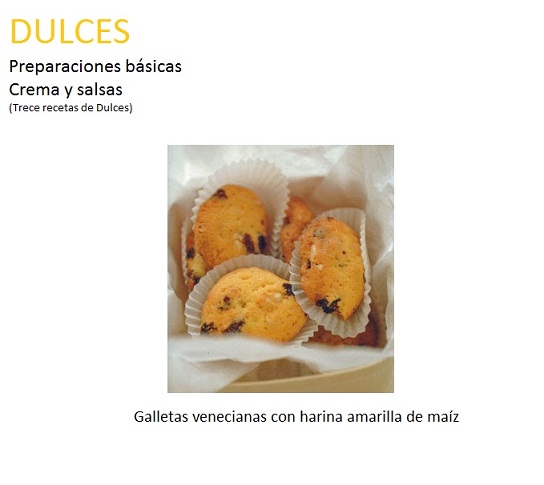 DULCES
Preparaciones básicas
Crema y salsas
(Trece recetas de Dulces)
Galletas venecianas con harina amarilla de maíz